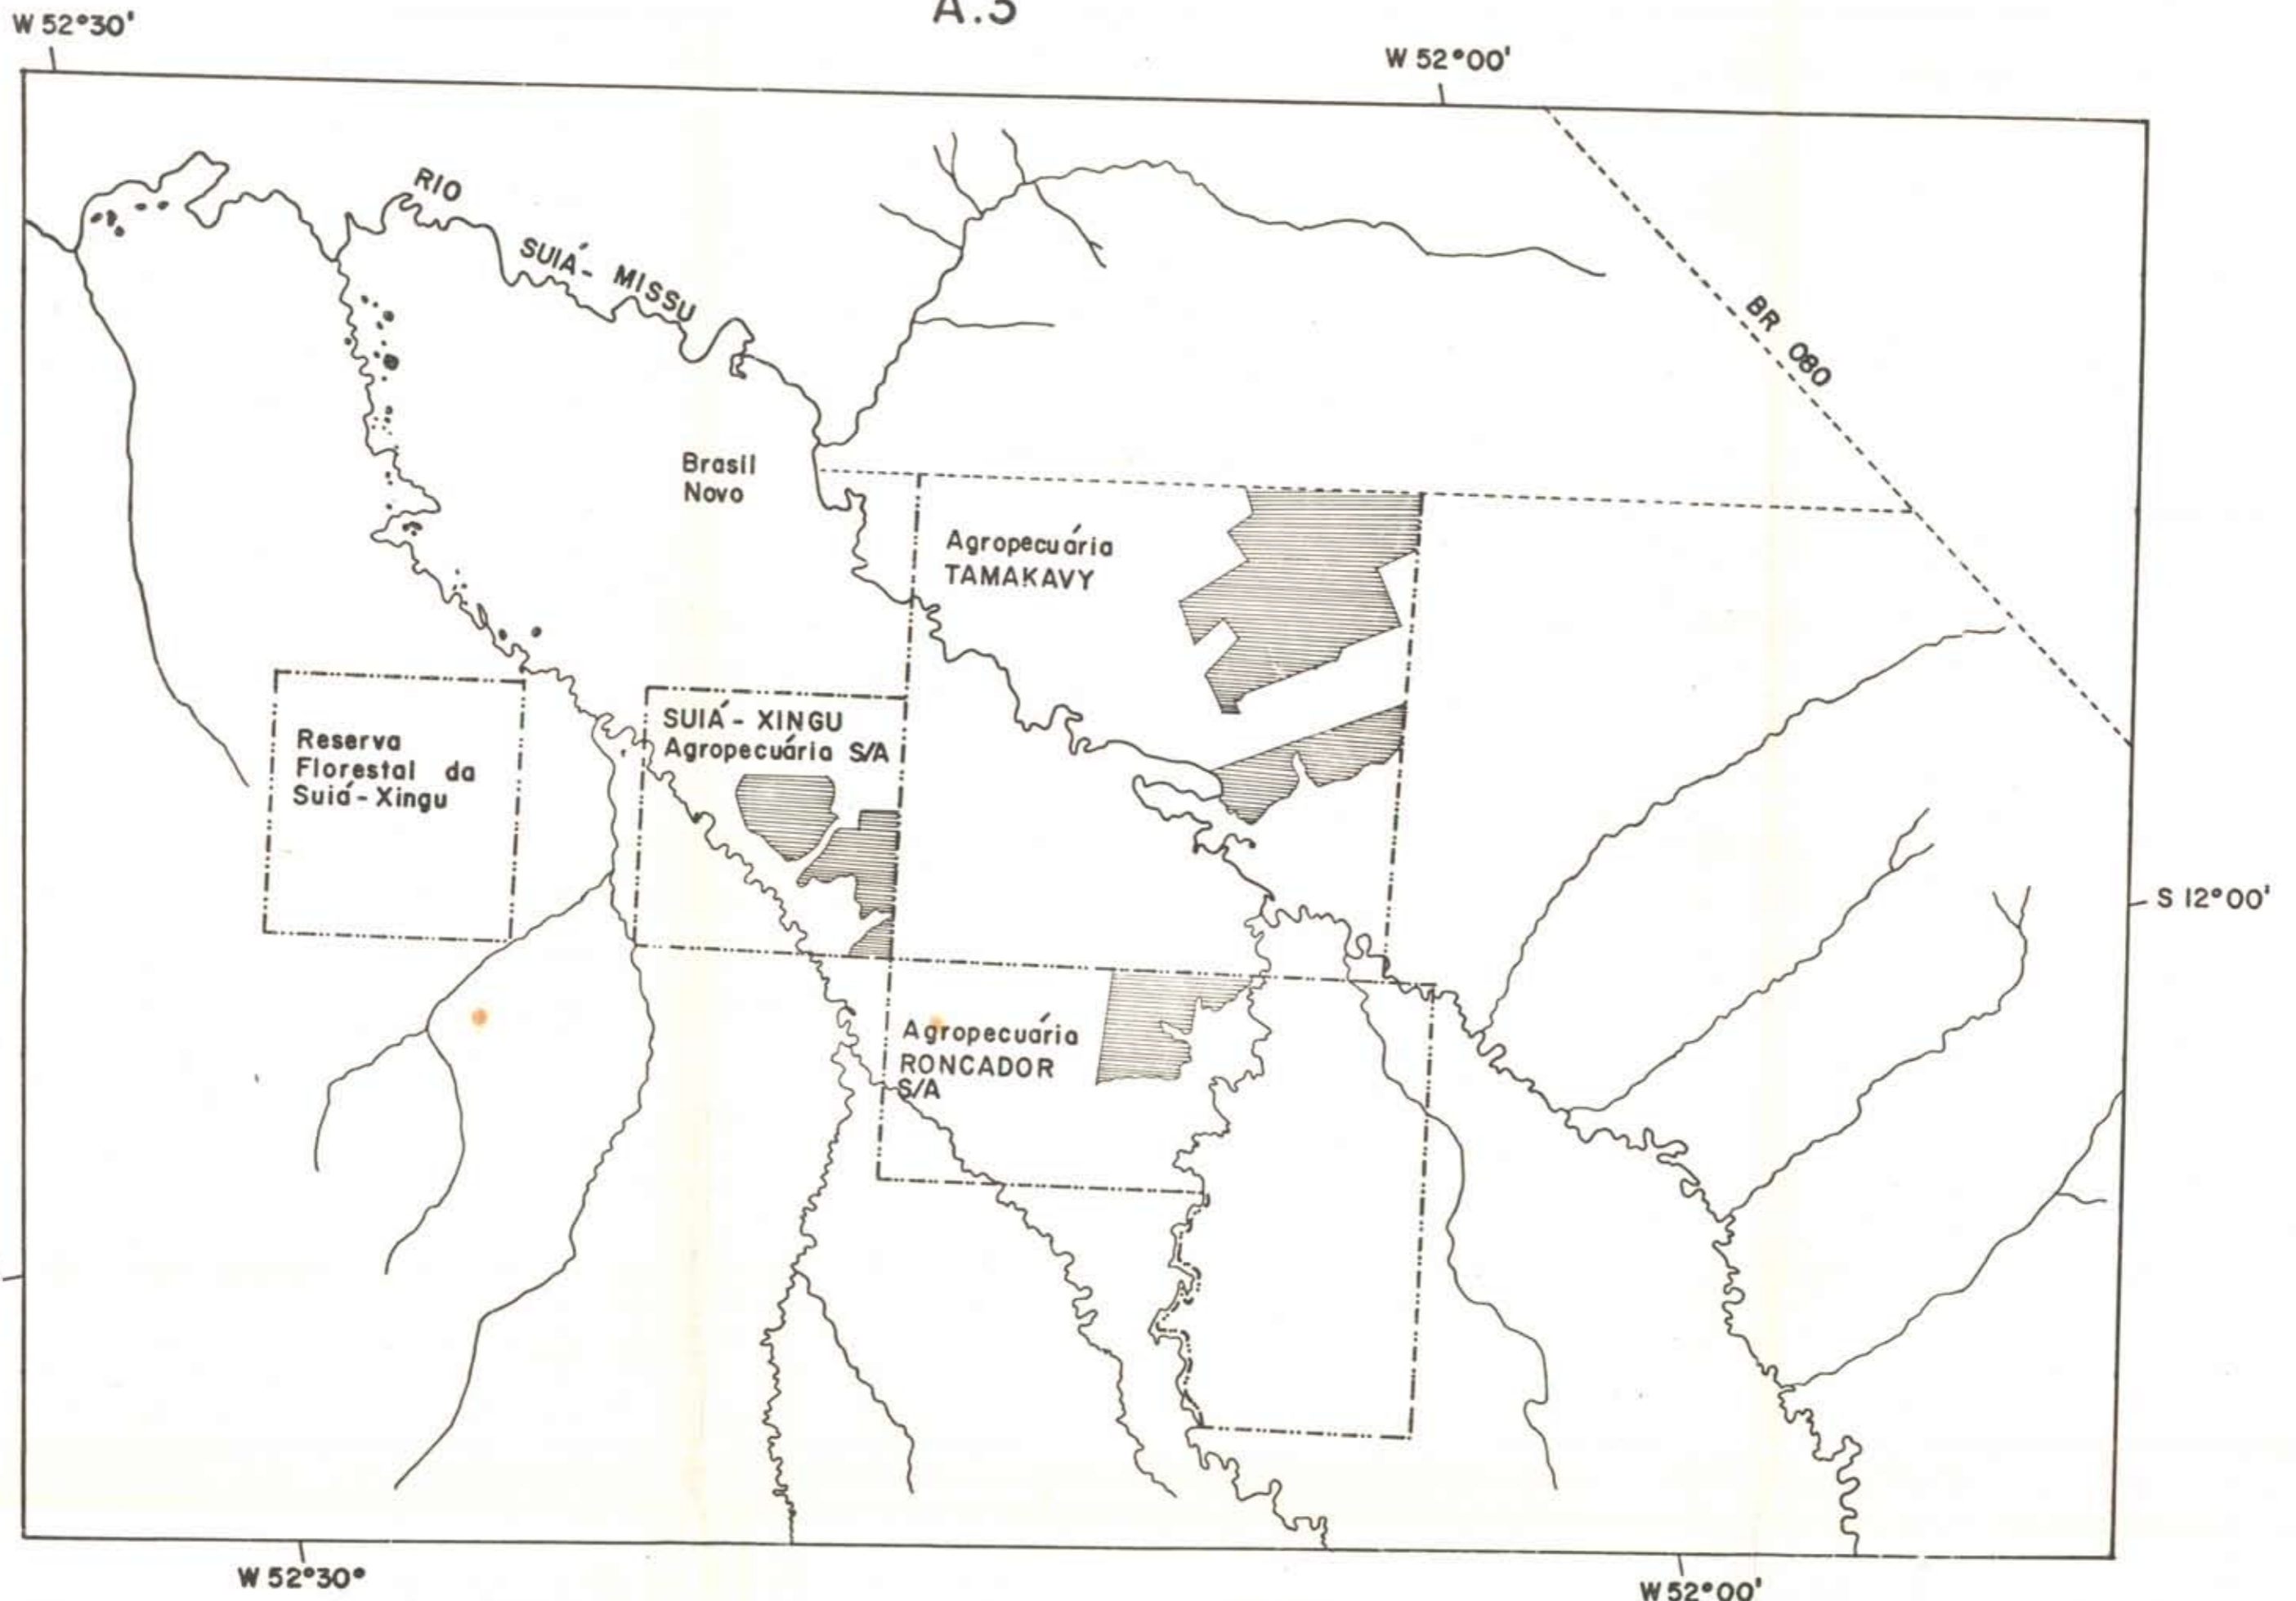 A.3
W 52°30'
W 52°00'
RIO
SUIÁ- MISSU
BR 080
Brasil
Novo
Agropecuária
TAMAKAVY
SUIÁ - XINGU
Agropecuária S/A
Reserva
Florestal da
Suiá-Xingu
S 12°00'
Agropecuária
RONCADOR
S/A
W 52°30°
W 52°00'